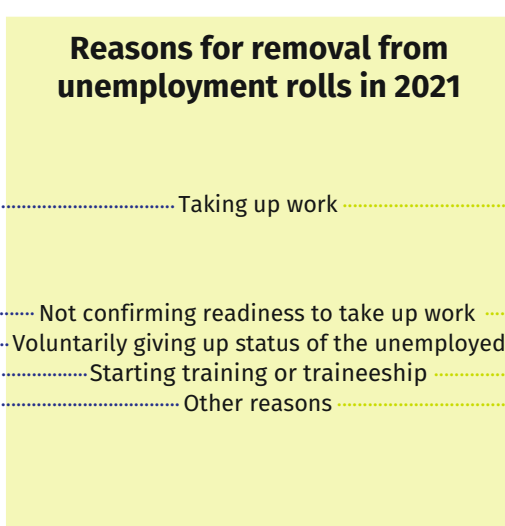 Reasons for removal from
unemployment rolls in 2021
Taking up work
Not confirming readiness to take up work
Voluntarily giving up status of the unemployed
Starting training or traineeship
Other reasons